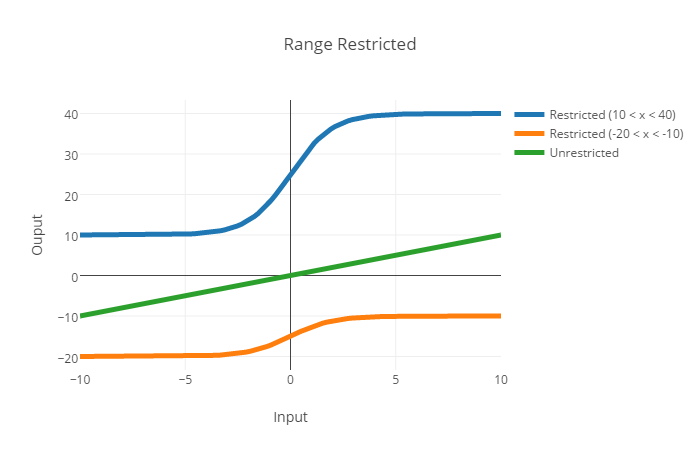 Range Restricted
Restricted (10 < x < 40)
Restricted (-20 < x < -10)
Unrestricted
Ouput
40
30
20
10
0
−10
−20
−10
−5
0
5
10
Input